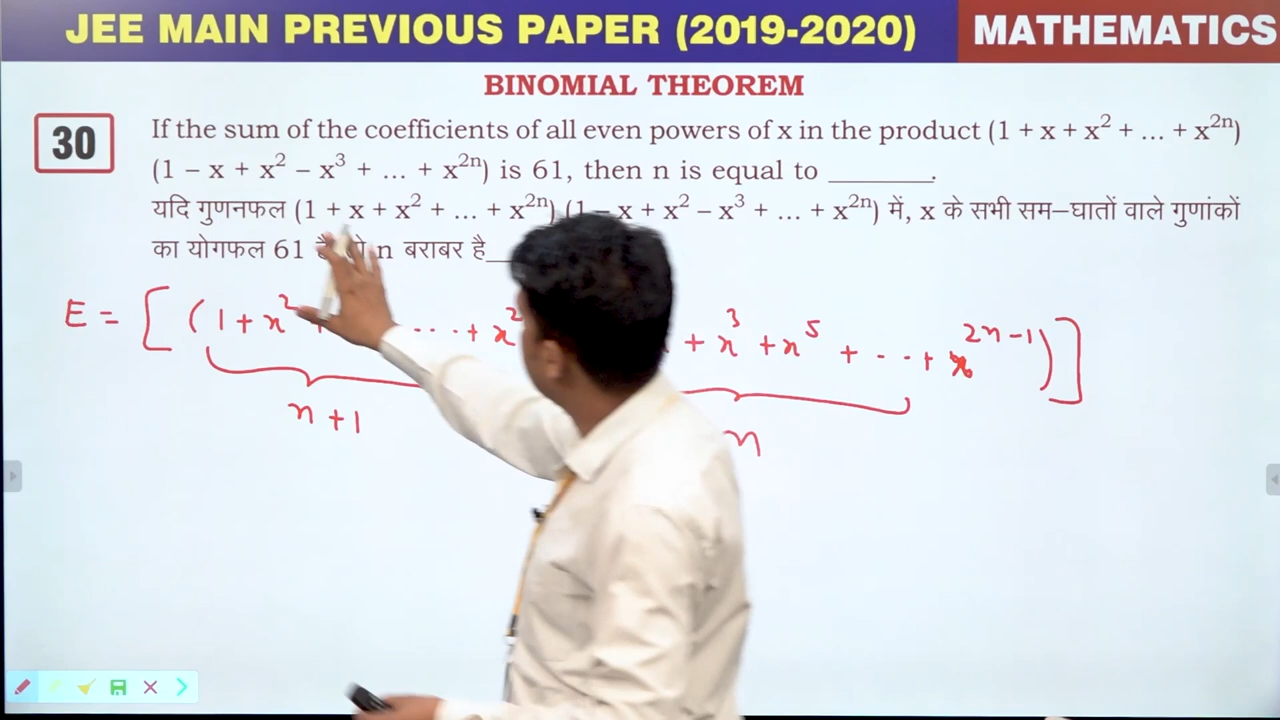 JEE MAIN PREVIOUS PAPER (2019-2020) MATHEMATICS
BINOMIAL THEOREM
30 If the sum of the coefficients of all even powers of x in the product (1 + x + x² + ... + x²ⁿ)
(1 – x + x² – x³ + ... + x²ⁿ) is 61, then n is equal to _______.
यदि गुणनफल (1 + x + x² + ... + x²ⁿ) (1 – x + x² – x³ + ... + x²ⁿ) में, x के सभी सम–घातों वाले गुणांकों
का योगफल 61 n बराबर है
E = [ ( 1 + x² ... + x² + x³ + x⁵ + ... + x²ⁿ⁻¹ ) ]
n + 1 n